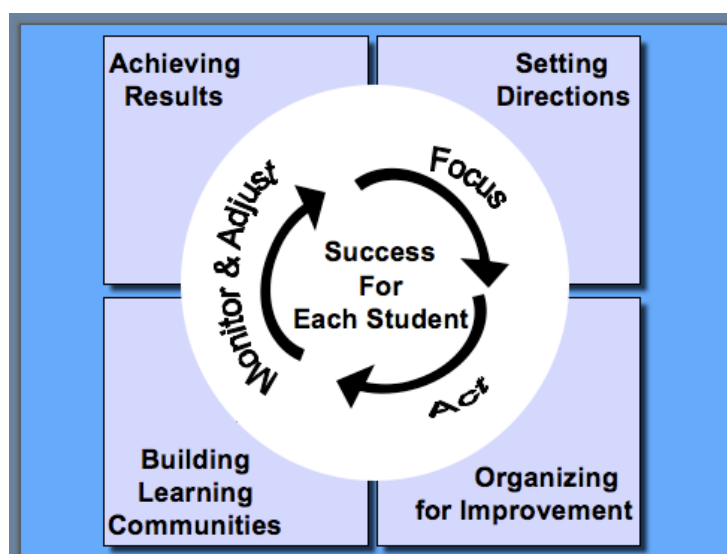 Achieving
Results
Setting
Directions
Focus
Monitor & Adjust
Success
For
Each Student
Act
Building
Learning
Communities
Organizing
for Improvement